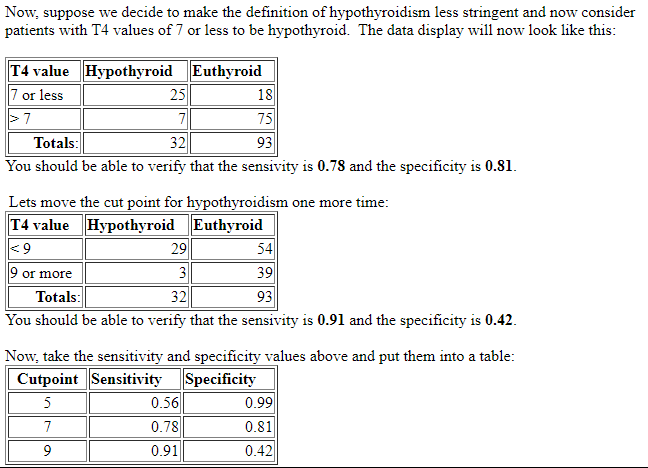 Now, suppose we decide to make the definition of hypothyroidism less stringent and now consider
patients with T4 values of 7 or less to be hypothyroid. The data display will now look like this:
T4 value Hypothyroid Euthyroid
7 or less 25 18
> 7 7 75
Totals: 32 93
You should be able to verify that the sensivity is 0.78 and the specificity is 0.81.
Lets move the cut point for hypothyroidism one more time:
T4 value Hypothyroid Euthyroid
< 9 29 54
9 or more 3 39
Totals: 32 93
You should be able to verify that the sensivity is 0.91 and the specificity is 0.42.
Now, take the sensitivity and specificity values above and put them into a table:
Cutpoint Sensitivity Specificity
5 0.56 0.99
7 0.78 0.81
9 0.91 0.42